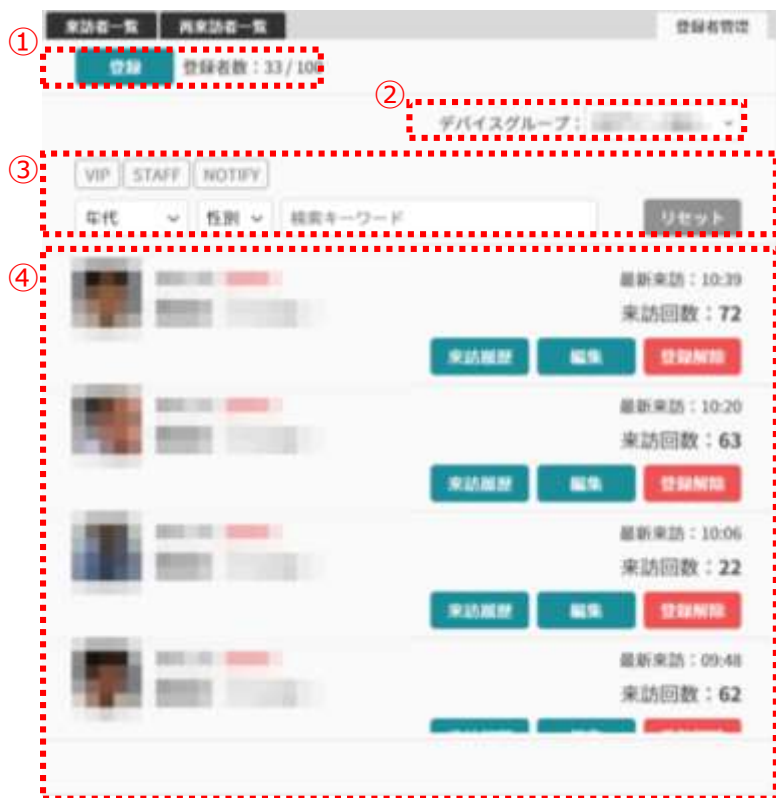 来訪者一覧 再来訪者一覧 登録者管理
①
登録 登録者数：33 / 100
②
デバイスグループ：
③
VIP STAFF NOTIFY
年代 性別 検索キーワード リセット
④
最新来訪：10:39
来訪回数：72
来訪履歴 編集 登録解除
最新来訪：10:20
来訪回数：63
来訪履歴 編集 登録解除
最新来訪：10:06
来訪回数：22
来訪履歴 編集 登録解除
最新来訪：09:48
来訪回数：62